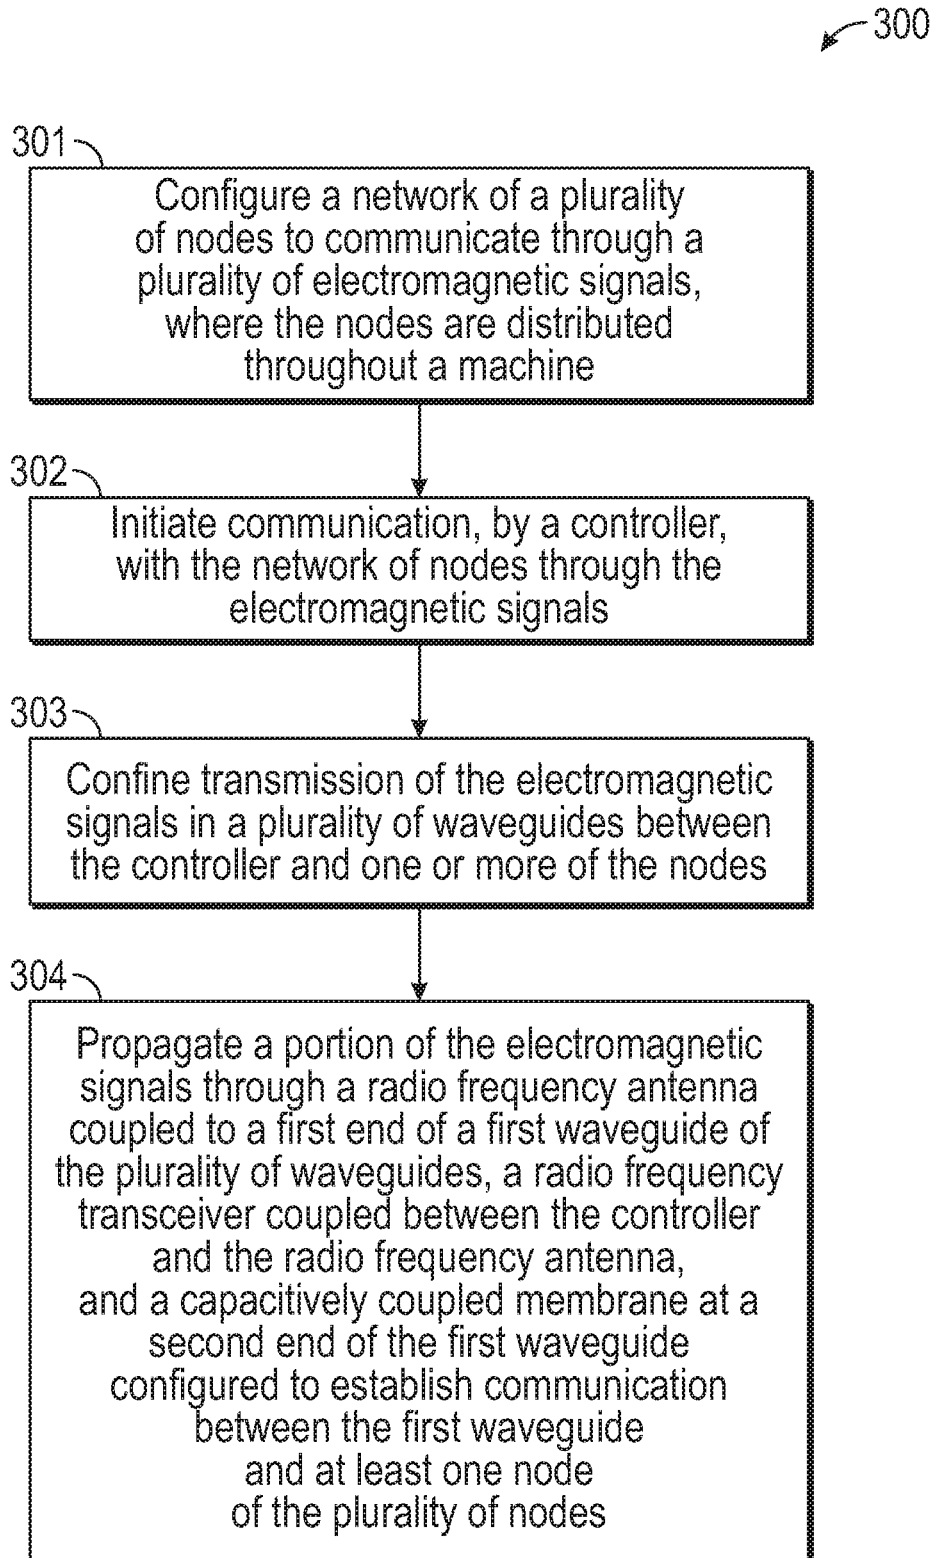 300
301
Configure a network of a plurality
of nodes to communicate through a
plurality of electromagnetic signals,
where the nodes are distributed
throughout a machine
302
Initiate communication, by a controller,
with the network of nodes through the
electromagnetic signals
303
Confine transmission of the electromagnetic
signals in a plurality of waveguides between
the controller and one or more of the nodes
304
Propagate a portion of the electromagnetic
signals through a radio frequency antenna
coupled to a first end of a first waveguide of
the plurality of waveguides, a radio frequency
transceiver coupled between the controller
and the radio frequency antenna,
and a capacitively coupled membrane at a
second end of the first waveguide
configured to establish communication
between the first waveguide
and at least one node
of the plurality of nodes